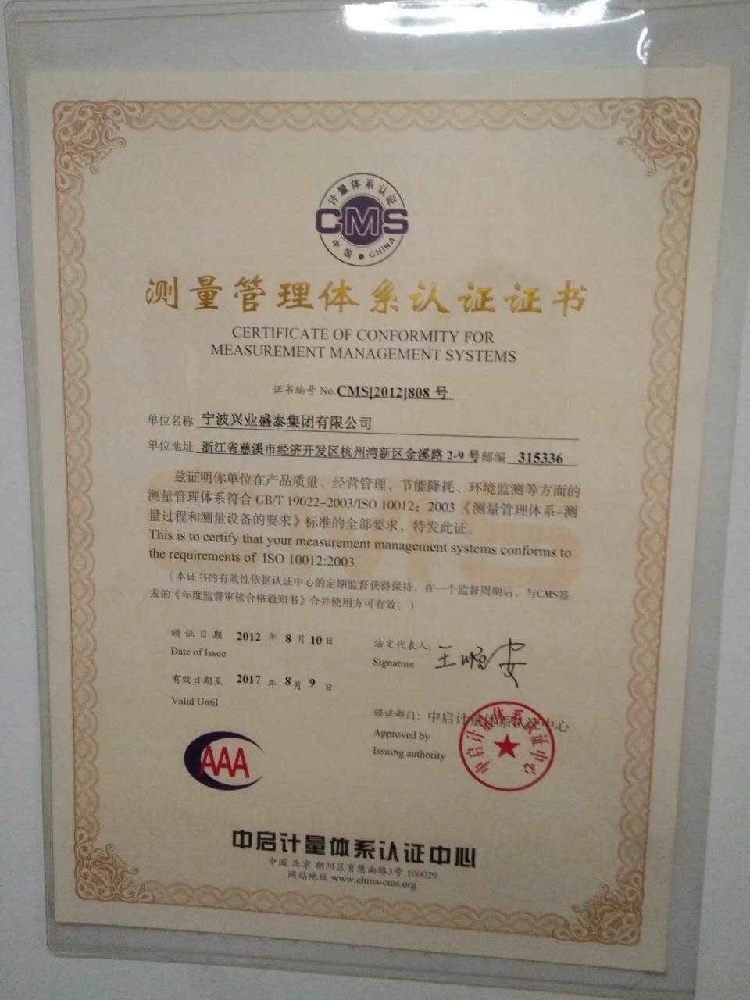 计量体系认证
CMS
中国●CHINA
测量管理体系认证证书
CERTIFICATE OF CONFORMITY FOR
MEASUREMENT MANAGEMENT SYSTEMS
证书编号 No.CMS[2012]808 号
单位名称 宁波兴业盛泰集团有限公司
单位地址 浙江省慈溪市经济开发区杭州湾新区金溪路 2-9 号 邮编 315336
兹证明你单位在产品质量、经营管理、节能降耗、环境监测等方面的
测量管理体系符合 GB/T 19022-2003/ISO 10012：2003《测量管理体系-测
量过程和测量设备的要求》标准的全部要求，特发此证。
This is to certify that your measurement management systems conforms to
the requirements of ISO 10012:2003.
（本证书的有效性依据认证中心的定期监督获得保持，在一个监督周期后，与CMS签
发的《年度监督审核合格通知书》合并使用方可有效。）
颁证日期 2012 年 8 月 10 日
Date of Issue
有效日期至 2017 年 8 月 9 日
Valid Until
法定代表人:
Signature 王顺安
颁证部门：中启计量体系认证中心
Approved by
Issuing authority
中启计量体系认证中心
AAA
中启计量体系认证中心
中国 北京 朝阳区育慧南路3号 100029
网站地址:www.china-cms.org